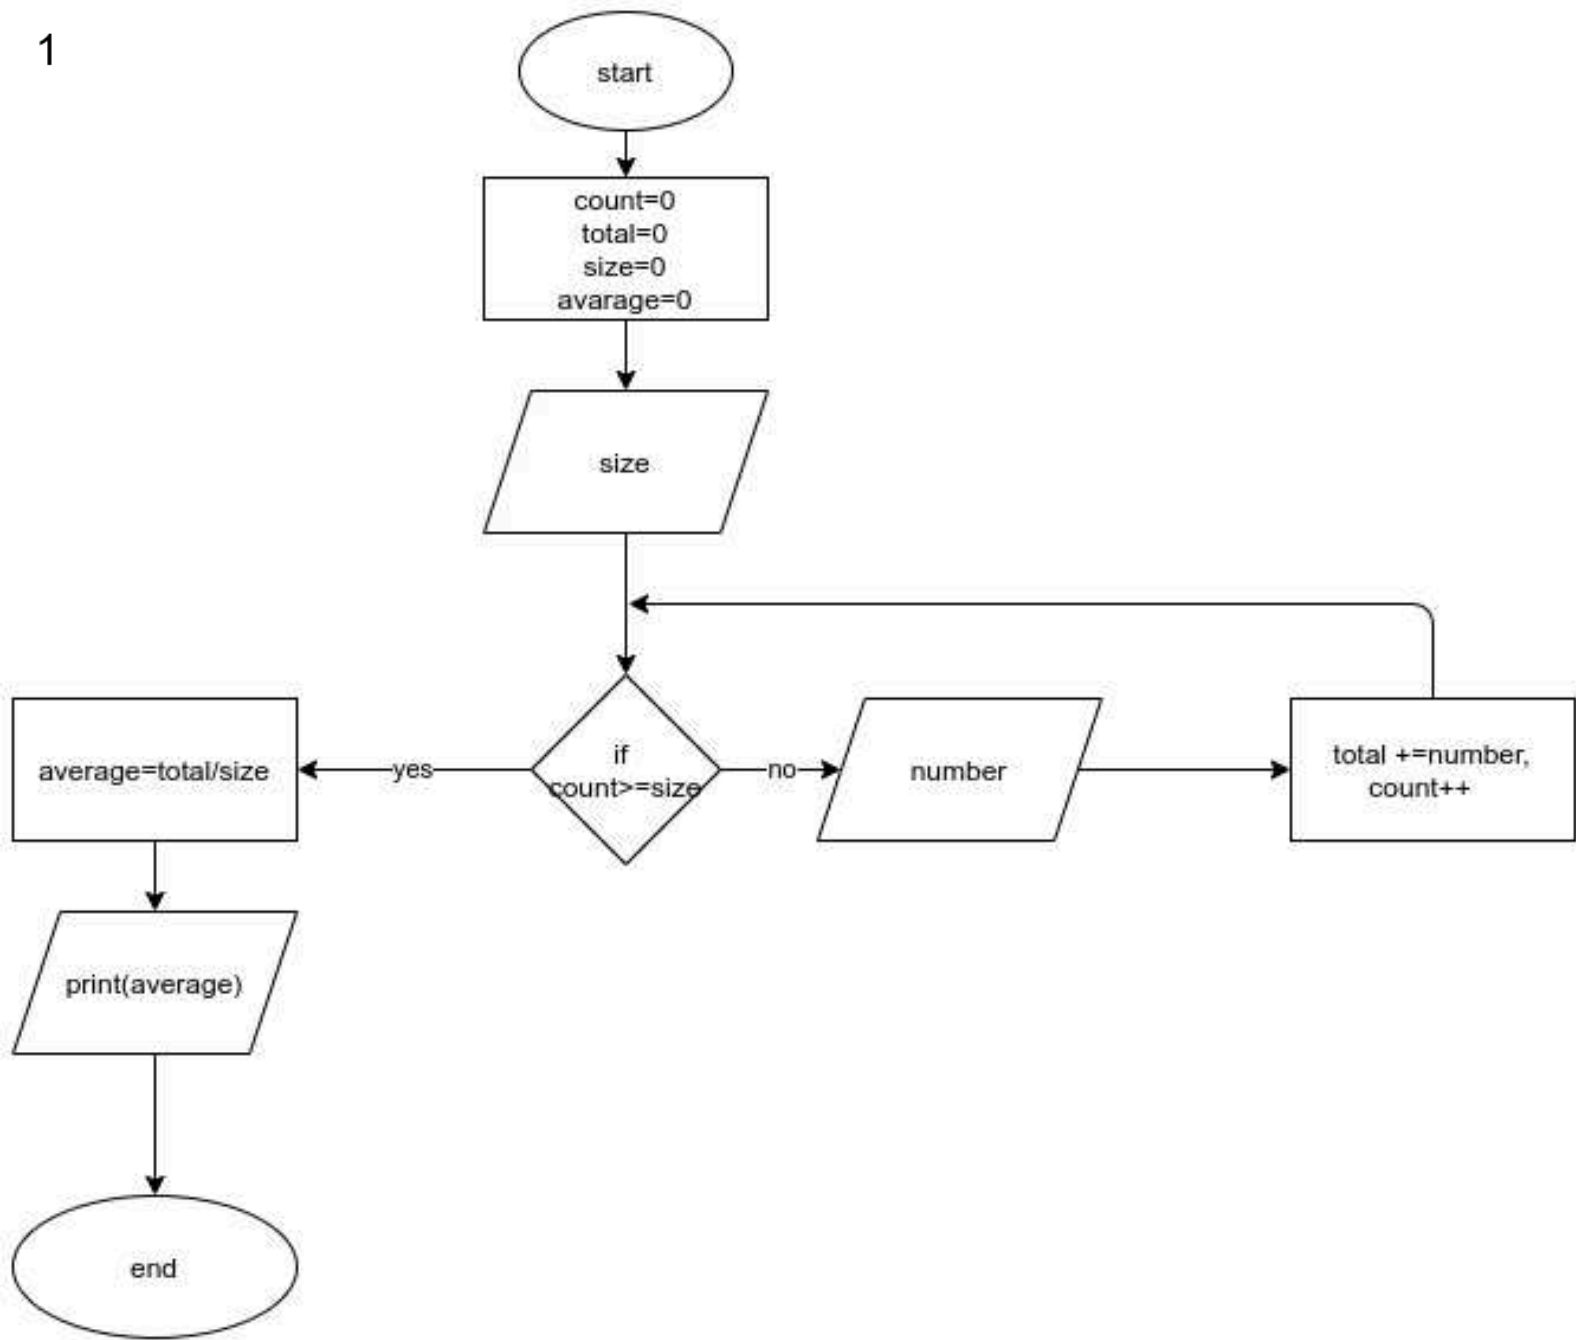 1
start
count=0
total=0
size=0
avarage=0
size
average=total/size
yes
if
count>=size
no
number
total +=number,
count++
print(average)
end